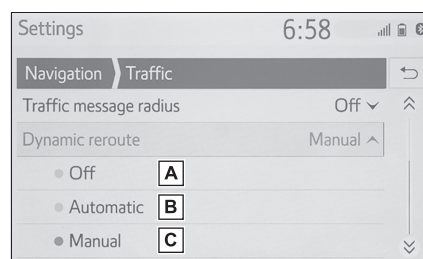 Settings 6:58
Navigation Traffic
Traffic message radius Off
Dynamic reroute Manual
Off A
Automatic B
Manual C